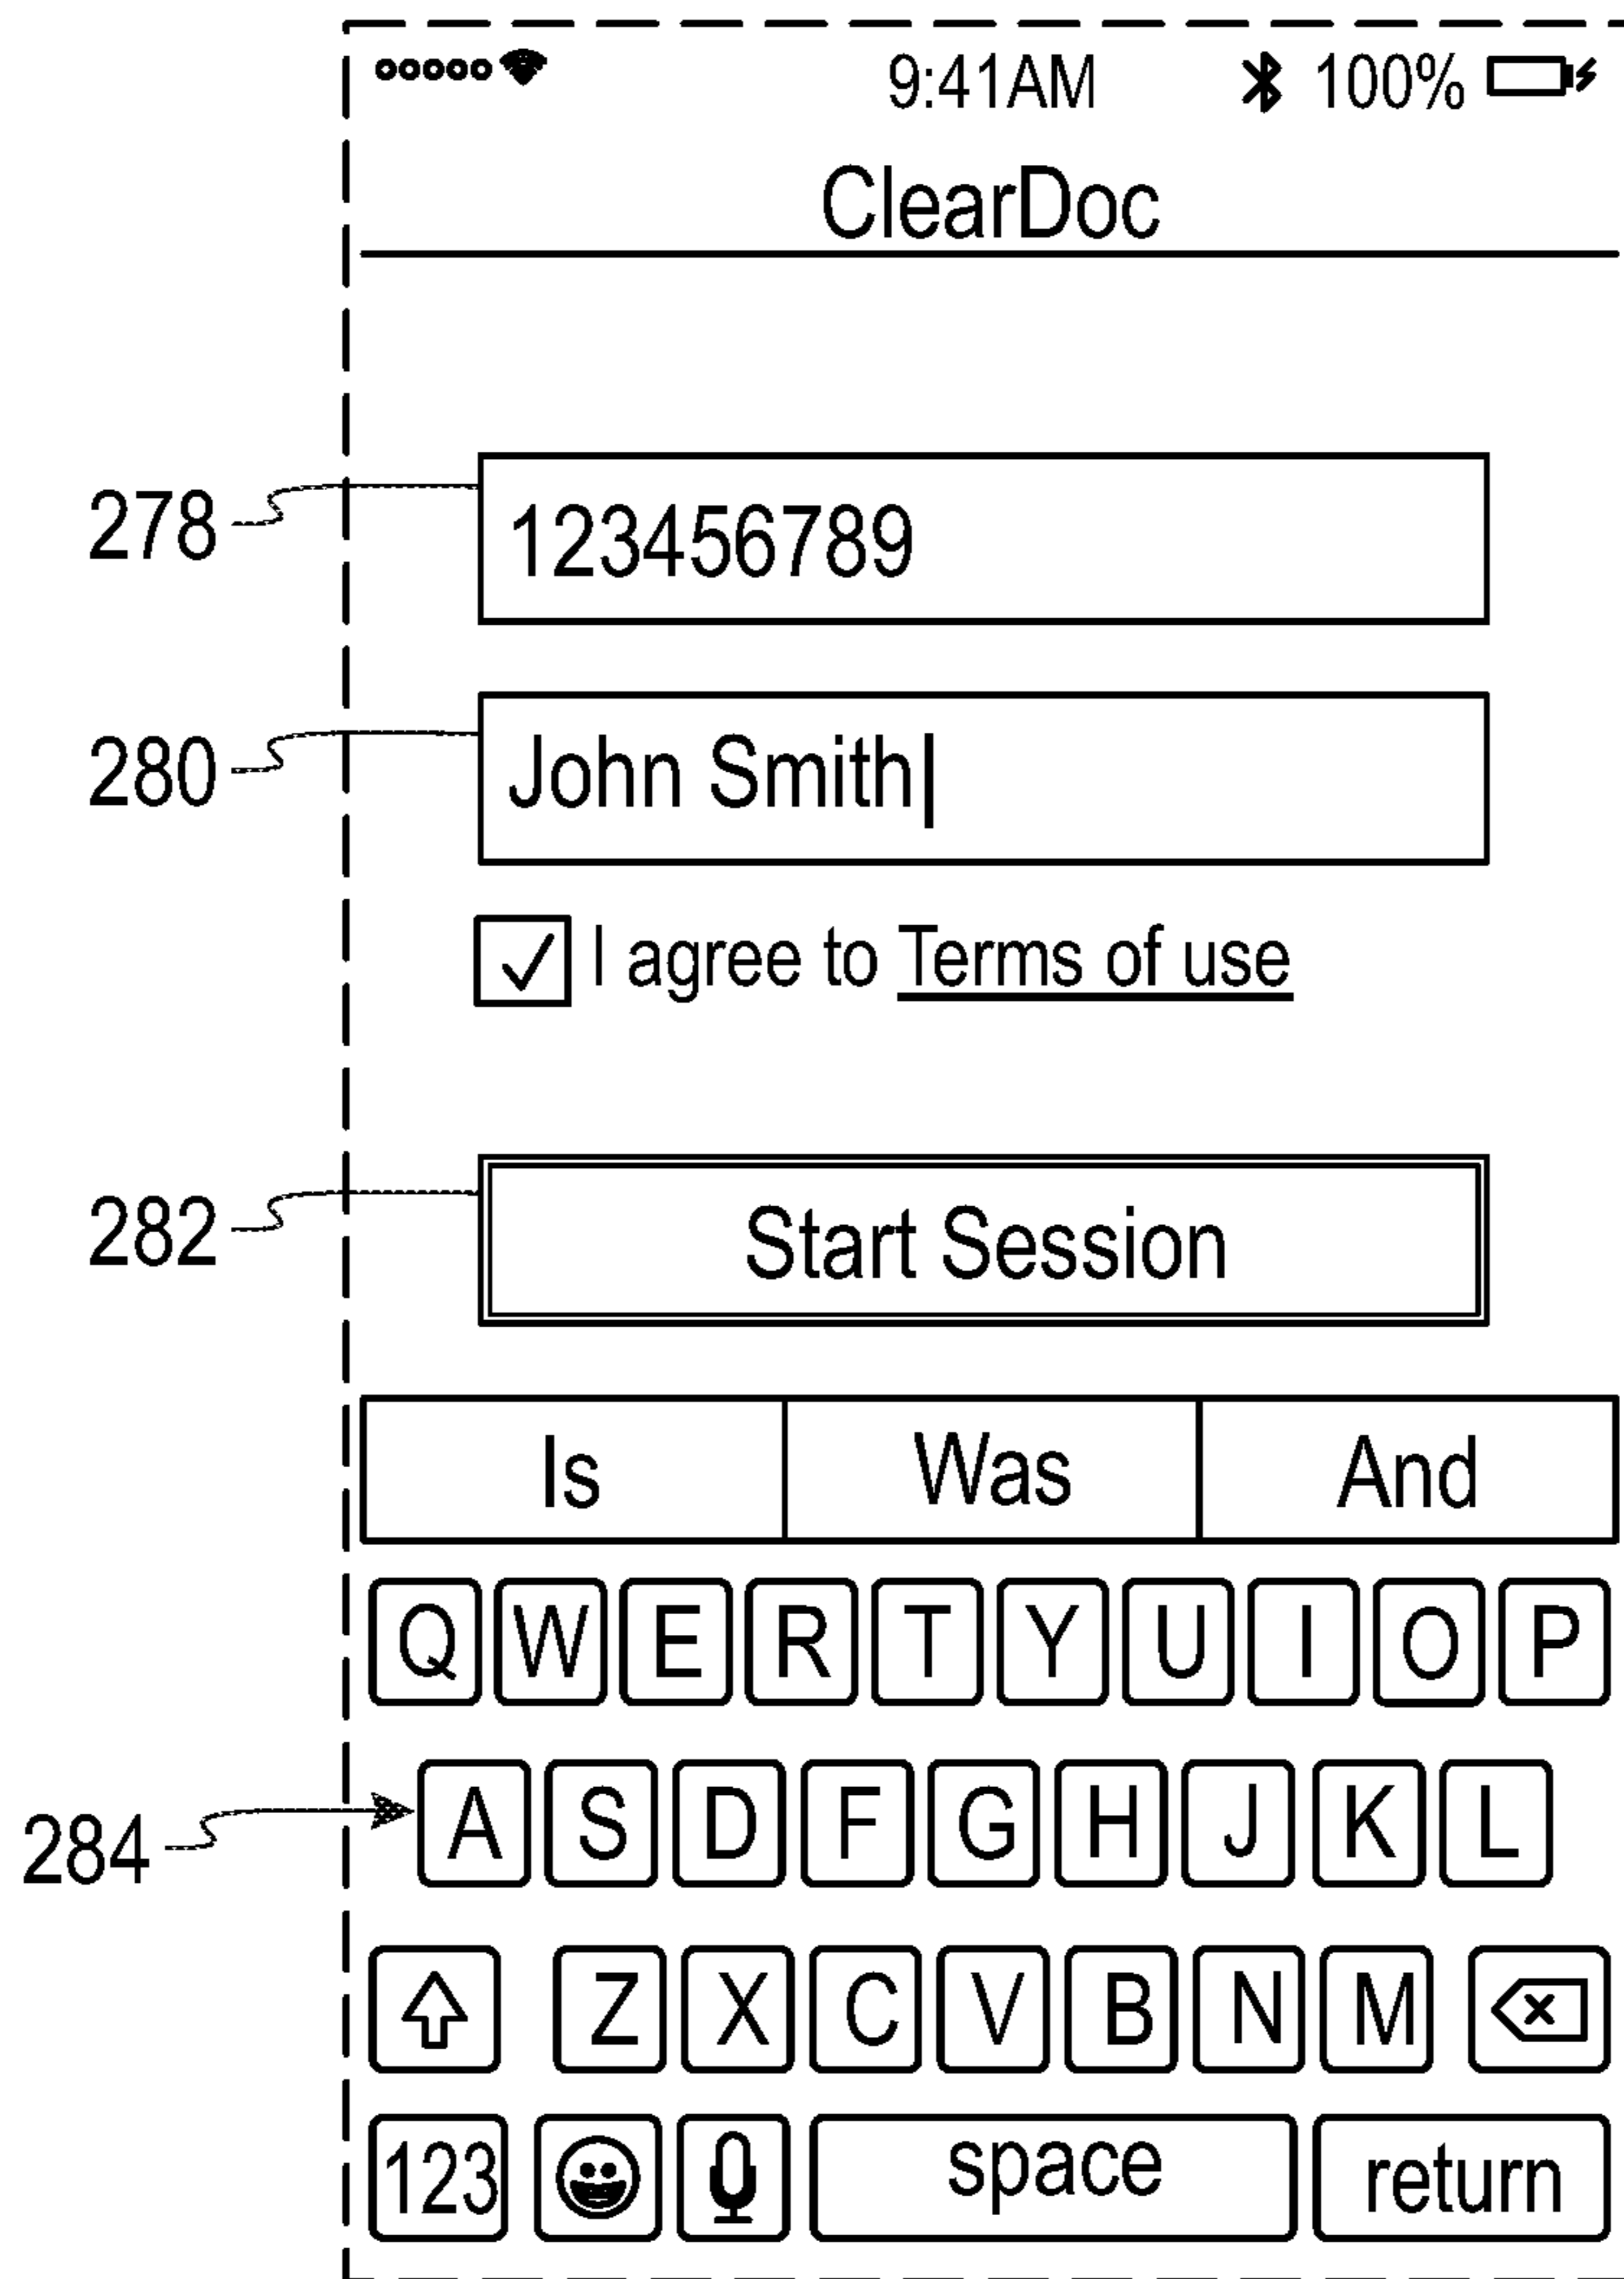 9:41AM 100%
ClearDoc
278 123456789
280 John Smith
I agree to Terms of use
282 Start Session
Is Was And
Q W E R T Y U I O P
284 A S D F G H J K L
Z X C V B N M
123 space return